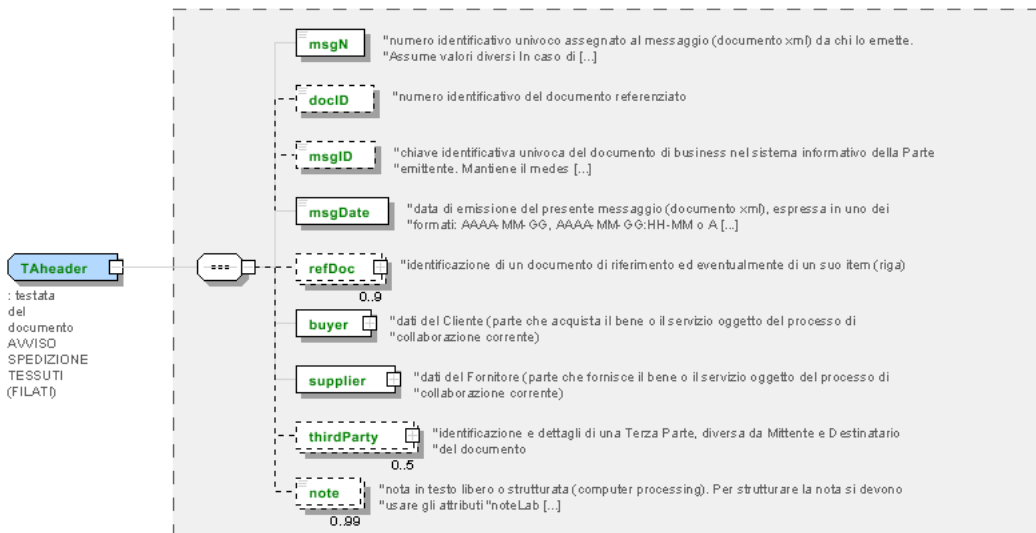 msgN
"numero identificativo univoco assegnato al messaggio (documento xml) da chi lo emette.
"Assume valori diversi In caso di [...]
docID
"numero identificativo del documento referenziato
msgID
"chiave identificativa univoca del documento di business nel sistema informativo della Parte
"emittente. Mantiene il medes [...]
msgDate
"data di emissione del presente messaggio (documento xml), espressa in uno dei
"formati: AAAA-MM-GG, AAAA-MM-GG:HH-MM o A [...]
TAheader
: testata
del
documento
AVVISO
SPEDIZIONE
TESSUTI
(FILATI)
refDoc
0..9
"identificazione di un documento di riferimento ed eventualmente di un suo item (riga)
buyer
"dati del Cliente (parte che acquista il bene o il servizio oggetto del processo di
"collaborazione corrente)
supplier
"dati del Fornitore (parte che fornisce il bene o il servizio oggetto del processo di
"collaborazione corrente)
thirdParty
0..5
"identificazione e dettagli di una Terza Parte, diversa da Mittente e Destinatario
"del documento
note
0..99
"nota in testo libero o strutturata (computer processing). Per strutturare la nota si devono
"usare gli attributi "noteLab [...]